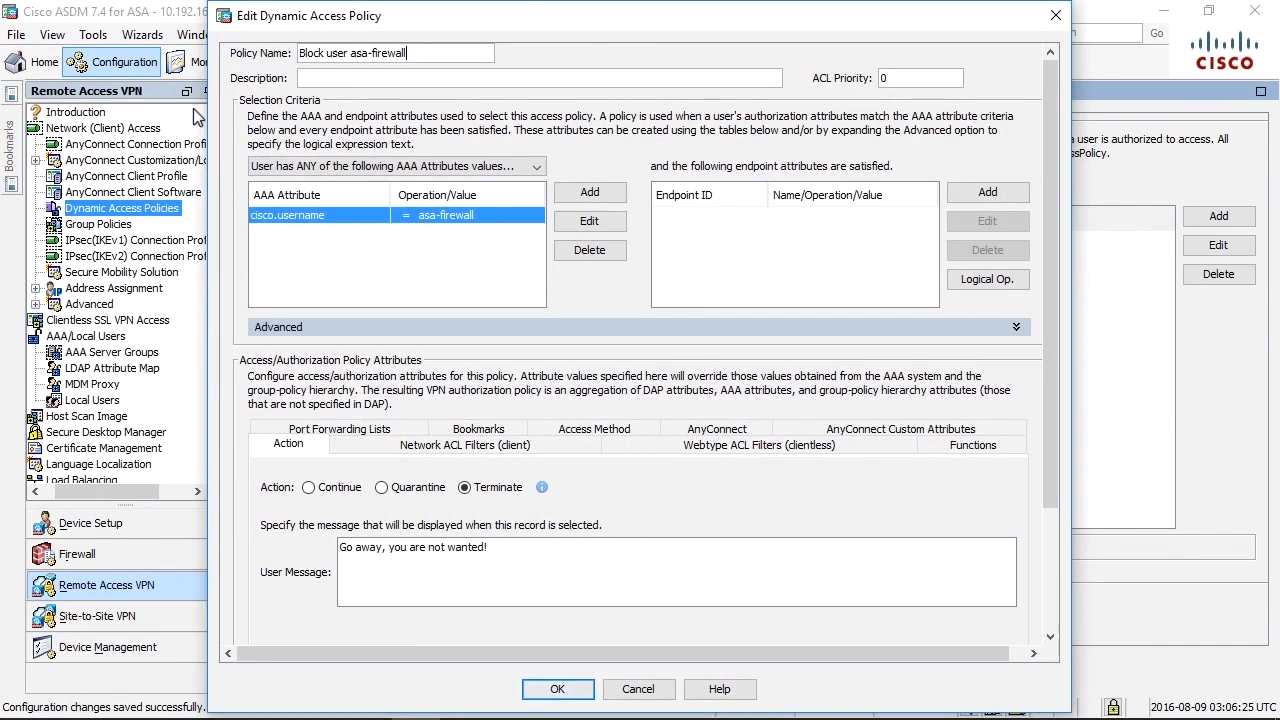 Cisco ASDM 7.4 for ASA - 10.192.16
Edit Dynamic Access Policy
File View Tools Wizards Windo
Go
CISCO
Home Configuration Mo
Remote Access VPN
Bookmarks
Introduction
Network (Client) Access
AnyConnect Connection Profi
AnyConnect Customization/Lo
AnyConnect Client Profile
AnyConnect Client Software
Dynamic Access Policies
Group Policies
IPsec(IKEv1) Connection Prof
IPsec(IKEv2) Connection Prof
Secure Mobility Solution
Address Assignment
Advanced
Clientless SSL VPN Access
AAA/Local Users
AAA Server Groups
LDAP Attribute Map
MDM Proxy
Local Users
Host Scan Image
Secure Desktop Manager
Certificate Management
Language Localization
Load Balancing
Device Setup
Firewall
Remote Access VPN
Site-to-Site VPN
Device Management
Policy Name: Block user asa-firewall
Description:
ACL Priority: 0
Selection Criteria
Define the AAA and endpoint attributes used to select this access policy. A policy is used when a user's authorization attributes match the AAA attribute criteria
below and every endpoint attribute has been satisfied. These attributes can be created using the tables below and/or by expanding the Advanced option to
specify the logical expression text.
User has ANY of the following AAA Attributes values...
and the following endpoint attributes are satisfied.
AAA Attribute Operation/Value
cisco.username = asa-firewall
Add
Edit
Delete
Endpoint ID Name/Operation/Value
Add
Edit
Delete
Logical Op.
Advanced
Access/Authorization Policy Attributes
Configure access/authorization attributes for this policy. Attribute values specified here will override those values obtained from the AAA system and the
group-policy hierarchy. The resulting VPN authorization policy is an aggregation of DAP attributes, AAA attributes, and group-policy hierarchy attributes (those
that are not specified in DAP).
Port Forwarding Lists Bookmarks Access Method AnyConnect AnyConnect Custom Attributes
Action Network ACL Filters (client) Webtype ACL Filters (clientless) Functions
Action: Continue Quarantine Terminate
Specify the message that will be displayed when this record is selected.
User Message: Go away, you are not wanted!
OK Cancel Help
a user is authorized to access. All
essPolicy.
Add
Edit
Delete
Configuration changes saved successfully.
2016-08-09 03:06:25 UTC